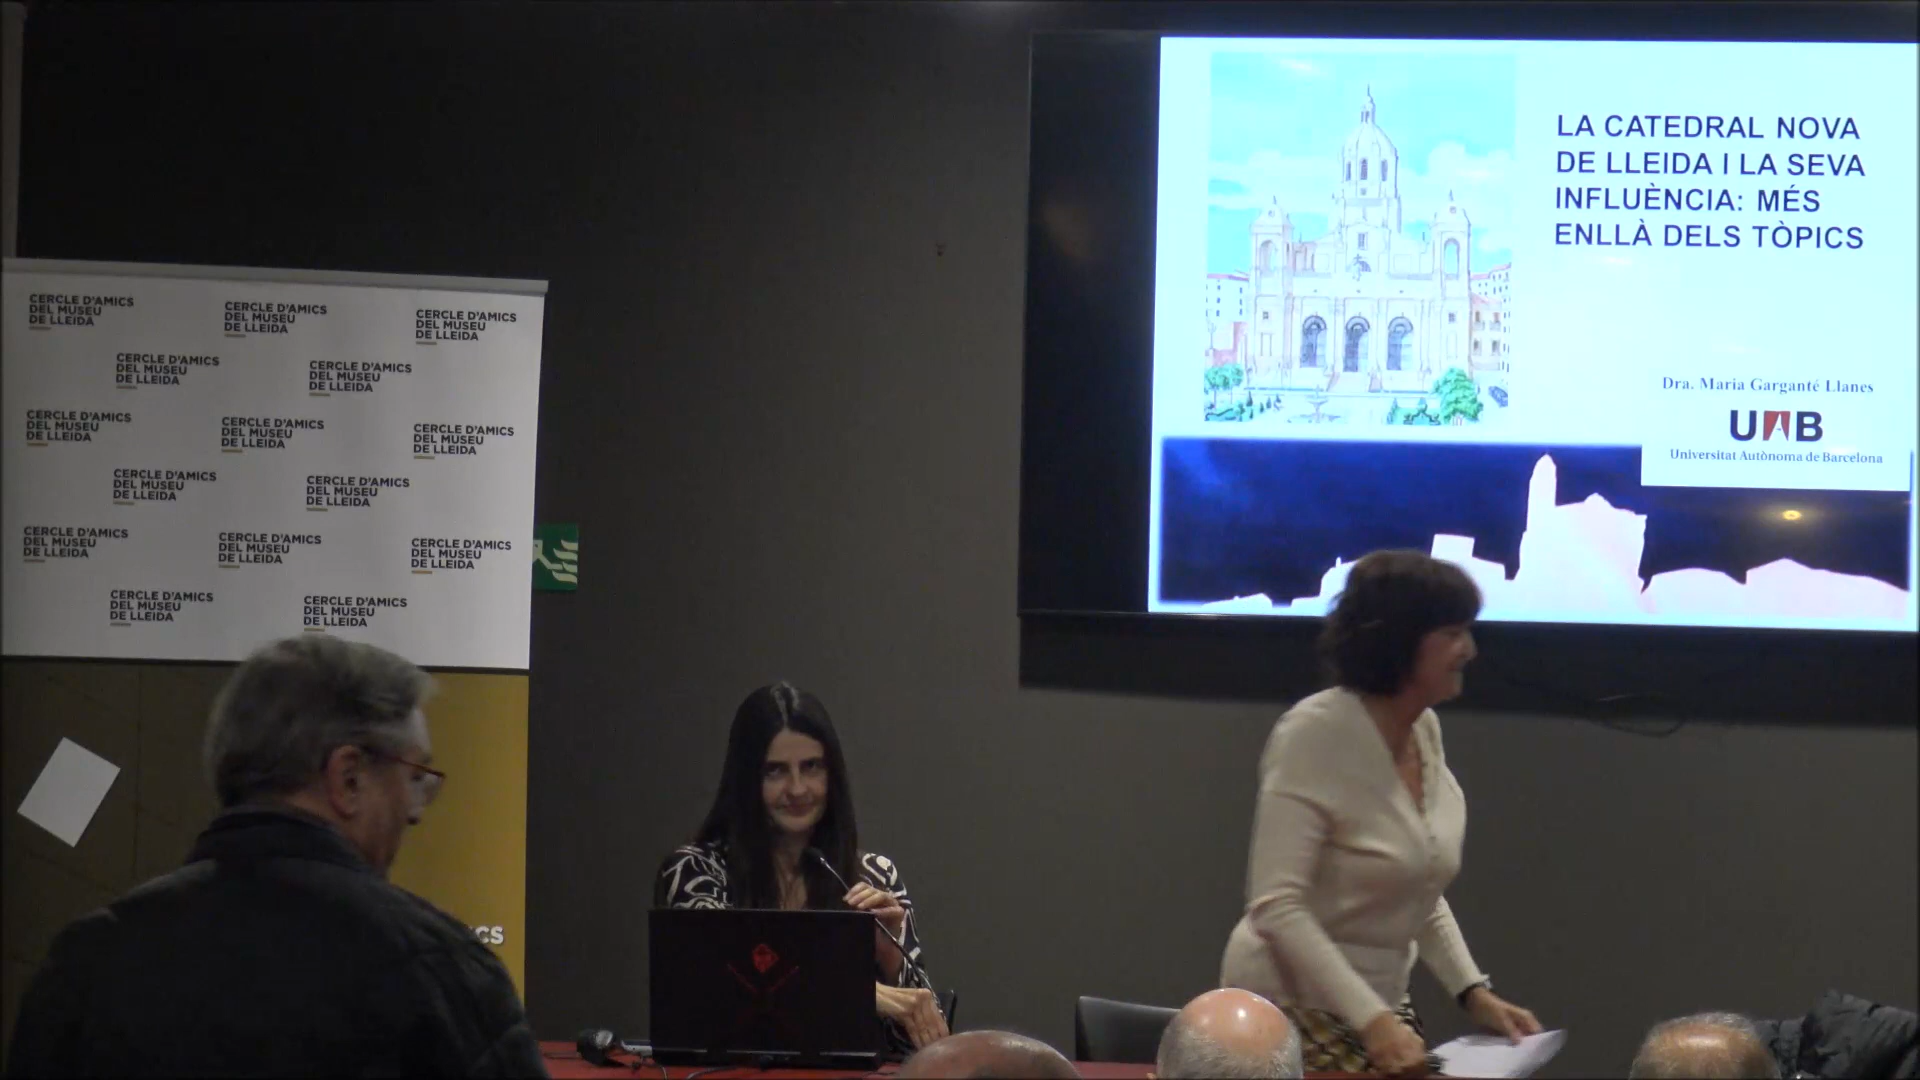 CERCLE D'AMICS
DEL MUSEU
DE LLEIDA
CERCLE D'AMICS
DEL MUSEU
DE LLEIDA
CERCLE D'AMICS
DEL MUSEU
DE LLEIDA
CERCLE D'AMICS
DEL MUSEU
DE LLEIDA
CERCLE D'AMICS
DEL MUSEU
DE LLEIDA
CERCLE D'AMICS
DEL MUSEU
DE LLEIDA
CERCLE D'AMICS
DEL MUSEU
DE LLEIDA
CERCLE D'AMICS
DEL MUSEU
DE LLEIDA
CERCLE D'AMICS
DEL MUSEU
DE LLEIDA
CERCLE D'AMICS
DEL MUSEU
DE LLEIDA
CERCLE D'AMICS
DEL MUSEU
DE LLEIDA
CERCLE D'AMICS
DEL MUSEU
DE LLEIDA
CERCLE D'AMICS
DEL MUSEU
DE LLEIDA
CERCLE D'AMICS
DEL MUSEU
DE LLEIDA
CERCLE D'AMICS
DEL MUSEU
DE LLEIDA
LA CATEDRAL NOVA
DE LLEIDA I LA SEVA
INFLUÈNCIA: MÉS
ENLLÀ DELS TÒPICS
Dra. Maria Garganté Llanes
UAB
Universitat Autònoma de Barcelona